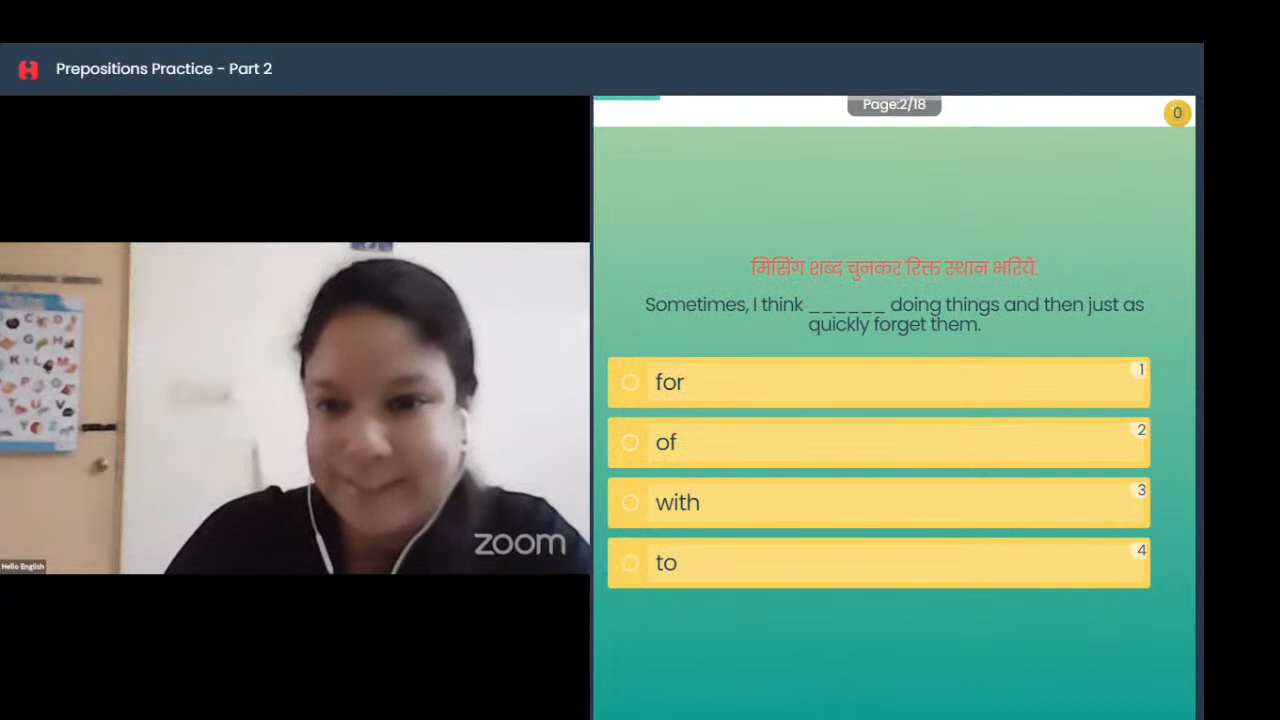 Prepositions Practice - Part 2
Page:2/18
0
मिसिंग शब्द चुनकर रिक्त स्थान भरिये.
Sometimes, I think ______ doing things and then just as
quickly forget them.
for
1
of
2
with
3
to
4
zoom
Hello English